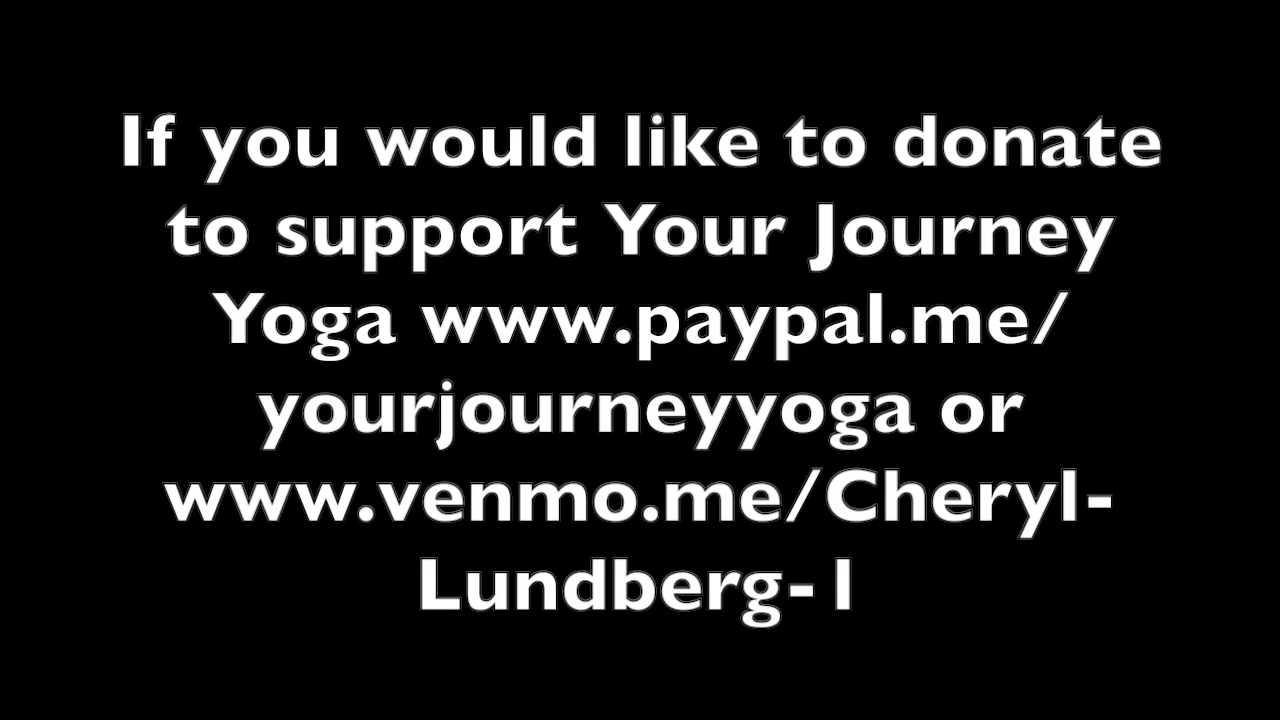 If you would like to donate
to support Your Journey
Yoga www.paypal.me/
yourjourneyyoga or
www.venmo.me/Cheryl-
Lundberg-1